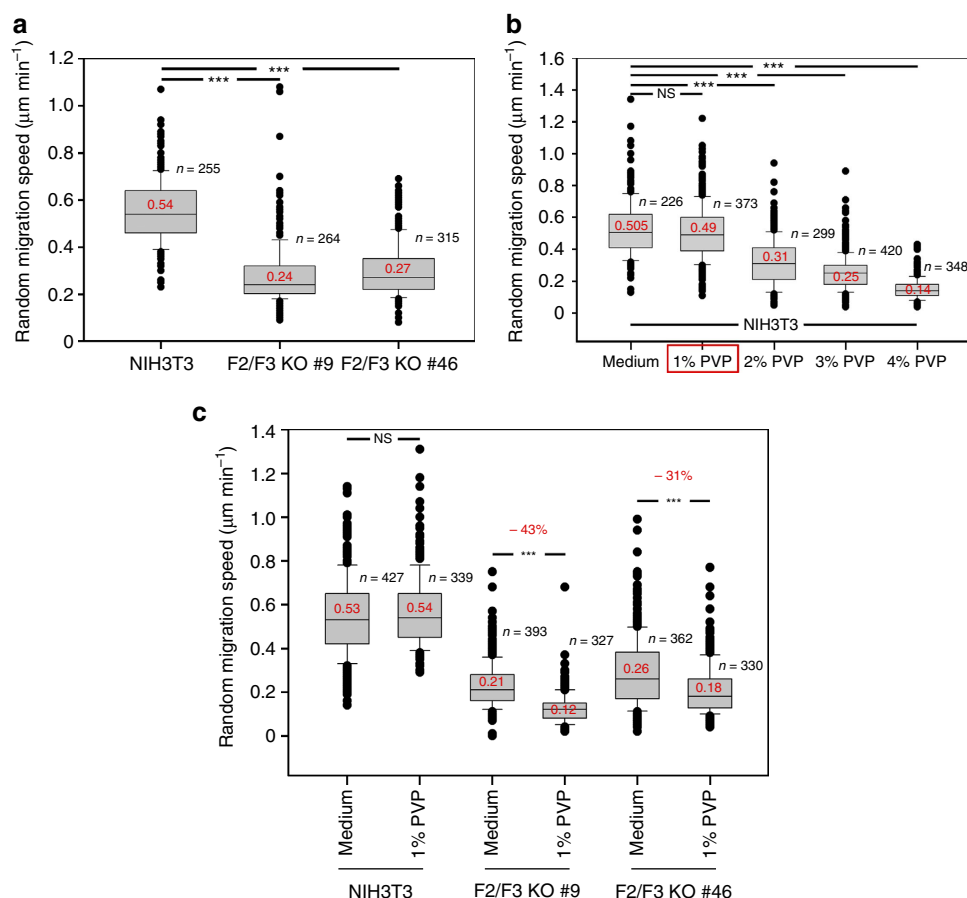 a
Random migration speed (µm min⁻¹)
1.2
1.0
0.8
0.6
0.4
0.2
0
***
***
n = 255
n = 264
n = 315
0.54
0.24
0.27
NIH3T3
F2/F3 KO #9
F2/F3 KO #46
b
Random migration speed (µm min⁻¹)
1.6
1.4
1.2
1.0
0.8
0.6
0.4
0.2
0
***
***
***
NS
n = 226
n = 373
n = 299
n = 420
n = 348
0.505
0.49
0.31
0.25
0.14
NIH3T3
Medium
1% PVP
2% PVP
3% PVP
4% PVP
c
Random migration speed (µm min⁻¹)
1.4
1.2
1.0
0.8
0.6
0.4
0.2
0
NS
– 43%
***
– 31%
***
n = 427
n = 339
n = 393
n = 327
n = 362
n = 330
0.53
0.54
0.21
0.12
0.26
0.18
Medium
1% PVP
Medium
1% PVP
Medium
1% PVP
NIH3T3
F2/F3 KO #9
F2/F3 KO #46